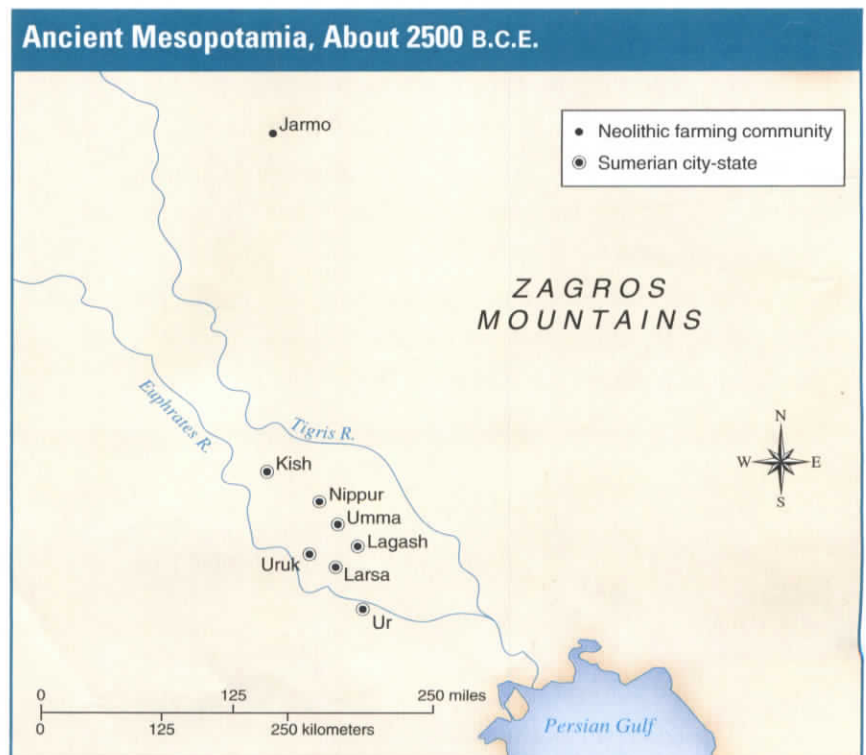 Ancient Mesopotamia, About 2500 B.C.E.
Jarmo
Neolithic farming community
Sumerian city-state
ZAGROS
MOUNTAINS
Euphrates R.
Tigris R.
N
W
E
S
Kish
Nippur
Umma
Lagash
Uruk
Larsa
Ur
0 125 250 miles
0 125 250 kilometers
Persian Gulf